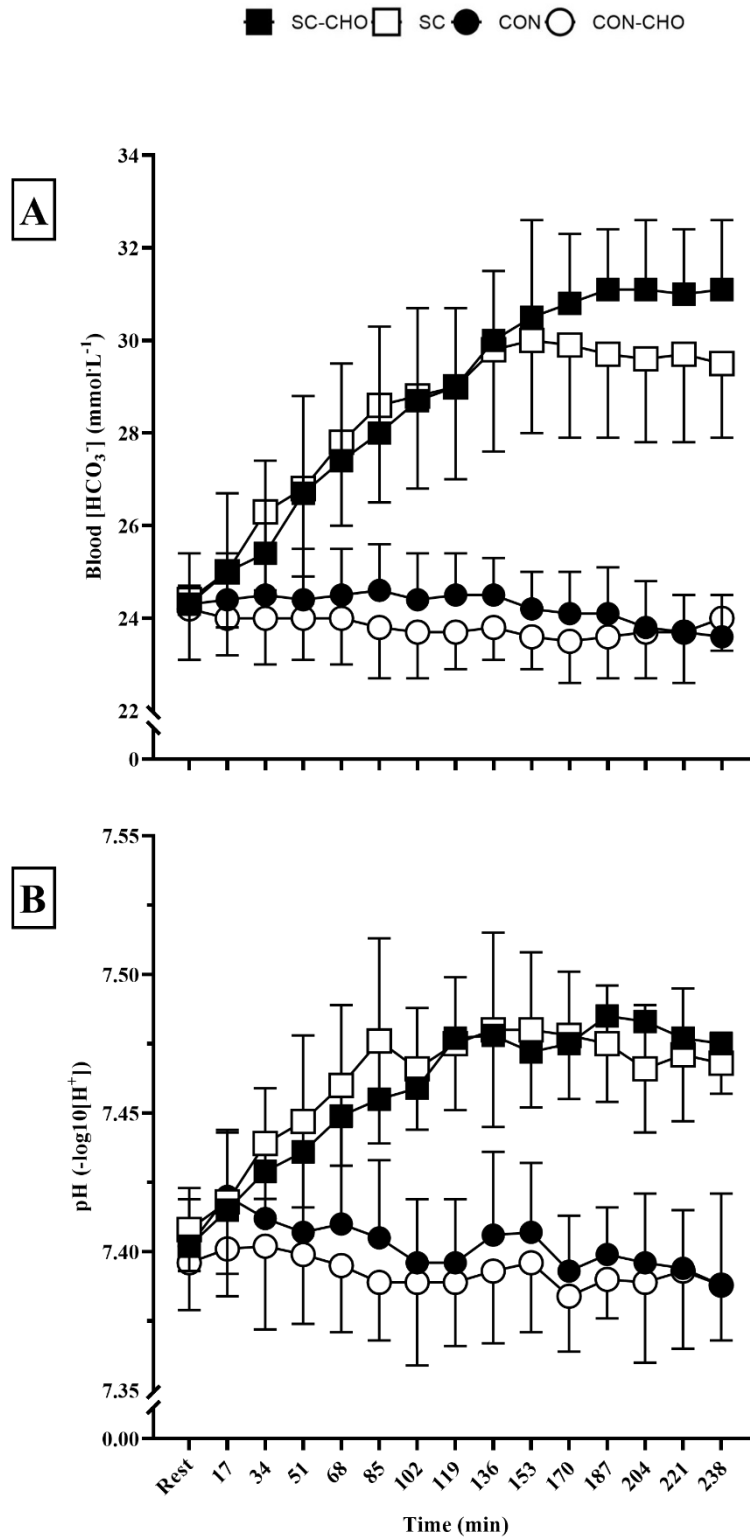 SC-CHO SC CON CON-CHO
A
Blood [HCO₃⁻] (mmol·L⁻¹)
34
32
30
28
26
24
22
0
B
pH (-log10[H⁺])
7.55
7.50
7.45
7.40
7.35
0.00
Rest 17 34 51 68 85 102 119 136 153 170 187 204 221 238
Time (min)